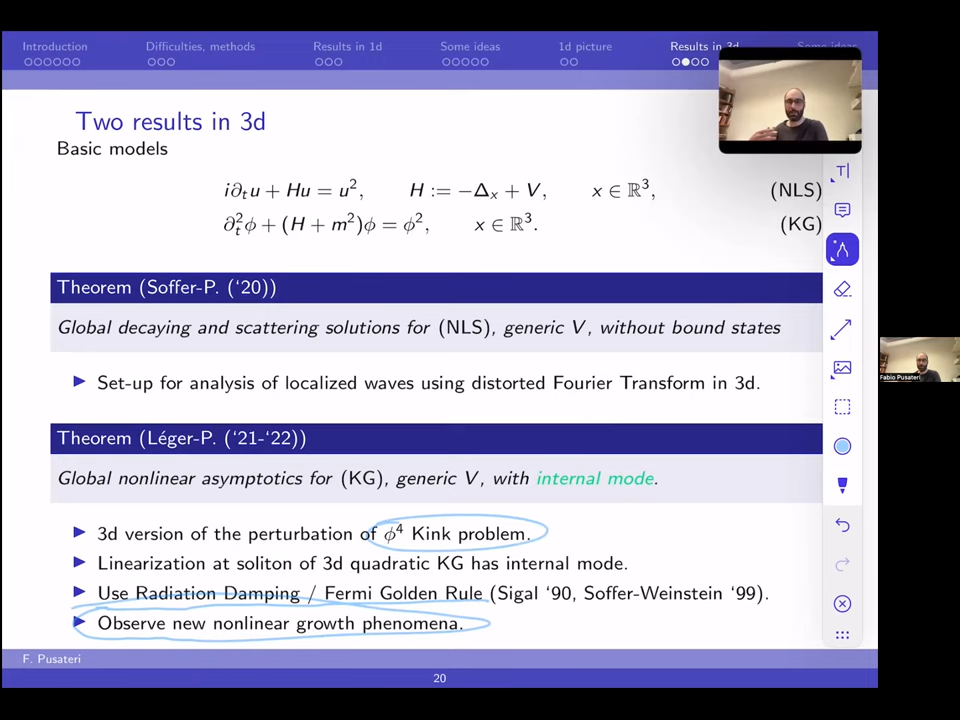 Introduction Difficulties, methods Results in 1d Some ideas 1d picture Results in 3d Some ideas
Two results in 3d
Basic models
i∂ₜu + Hu = u², H := −Δₓ + V, x ∈ ℝ³, (NLS)
∂ₜ²ϕ + (H + m²)ϕ = ϕ², x ∈ ℝ³. (KG)
Theorem (Soffer-P. (‘20))
Global decaying and scattering solutions for (NLS), generic V, without bound states
▶ Set-up for analysis of localized waves using distorted Fourier Transform in 3d.
Theorem (Léger-P. (‘21-‘22))
Global nonlinear asymptotics for (KG), generic V, with internal mode.
▶ 3d version of the perturbation of ϕ⁴ Kink problem.
▶ Linearization at soliton of 3d quadratic KG has internal mode.
▶ Use Radiation Damping / Fermi Golden Rule (Sigal ‘90, Soffer-Weinstein ‘99).
▶ Observe new nonlinear growth phenomena.
F. Pusateri
20
Fabio Pusateri